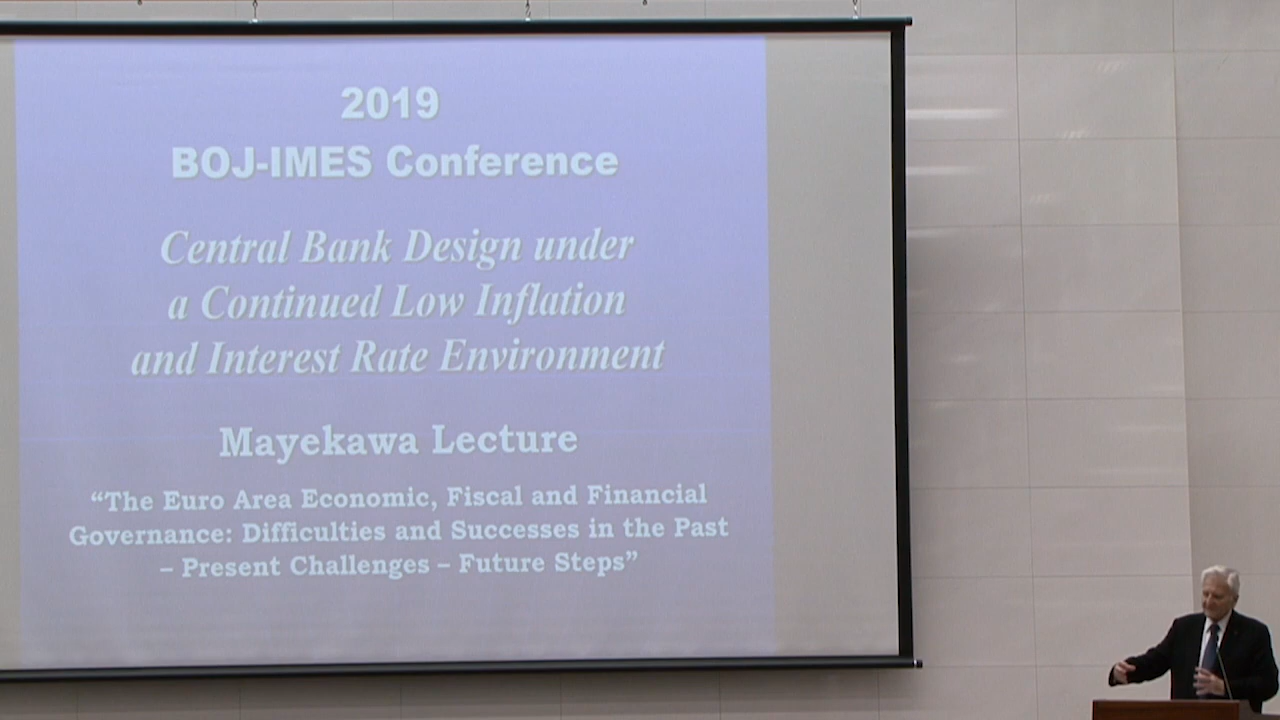 2019
BOJ-IMES Conference
Central Bank Design under
a Continued Low Inflation
and Interest Rate Environment
Mayekawa Lecture
“The Euro Area Economic, Fiscal and Financial
Governance: Difficulties and Successes in the Past
– Present Challenges – Future Steps”